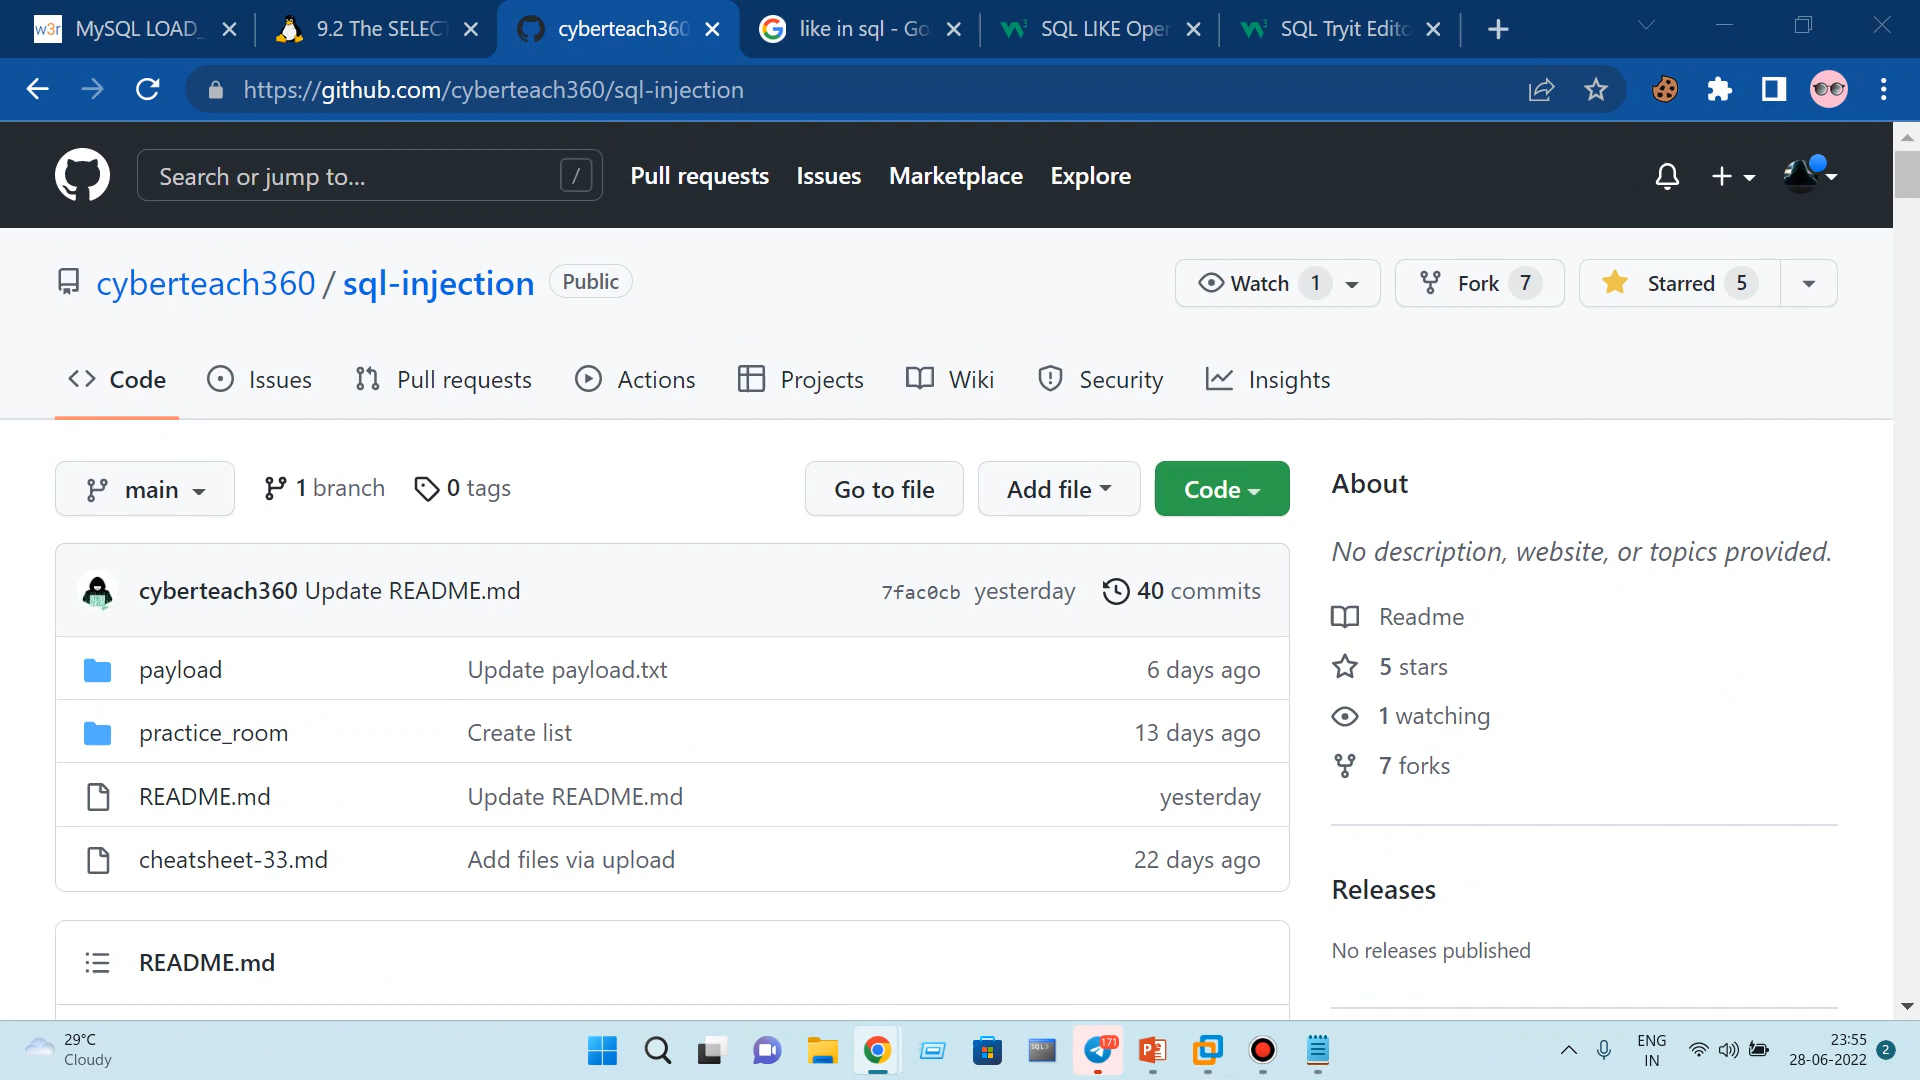 w3r MySQL LOAD_
9.2 The SELECT
cyberteach360
like in sql - Go
SQL LIKE Oper
SQL Tryit Edito
https://github.com/cyberteach360/sql-injection
Search or jump to... /
Pull requests Issues Marketplace Explore
cyberteach360 / sql-injection Public
Watch 1
Fork 7
Starred 5
Code Issues Pull requests Actions Projects Wiki Security Insights
main 1 branch 0 tags Go to file Add file Code
About
No description, website, or topics provided.
cyberteach360 Update README.md 7fac0cb yesterday 40 commits
Readme
payload Update payload.txt 6 days ago
5 stars
1 watching
practice_room Create list 13 days ago
7 forks
README.md Update README.md yesterday
cheatsheet-33.md Add files via upload 22 days ago
Releases
No releases published
README.md
29°C
Cloudy
SQL>
171
ENG
IN
23:55
28-06-2022
2